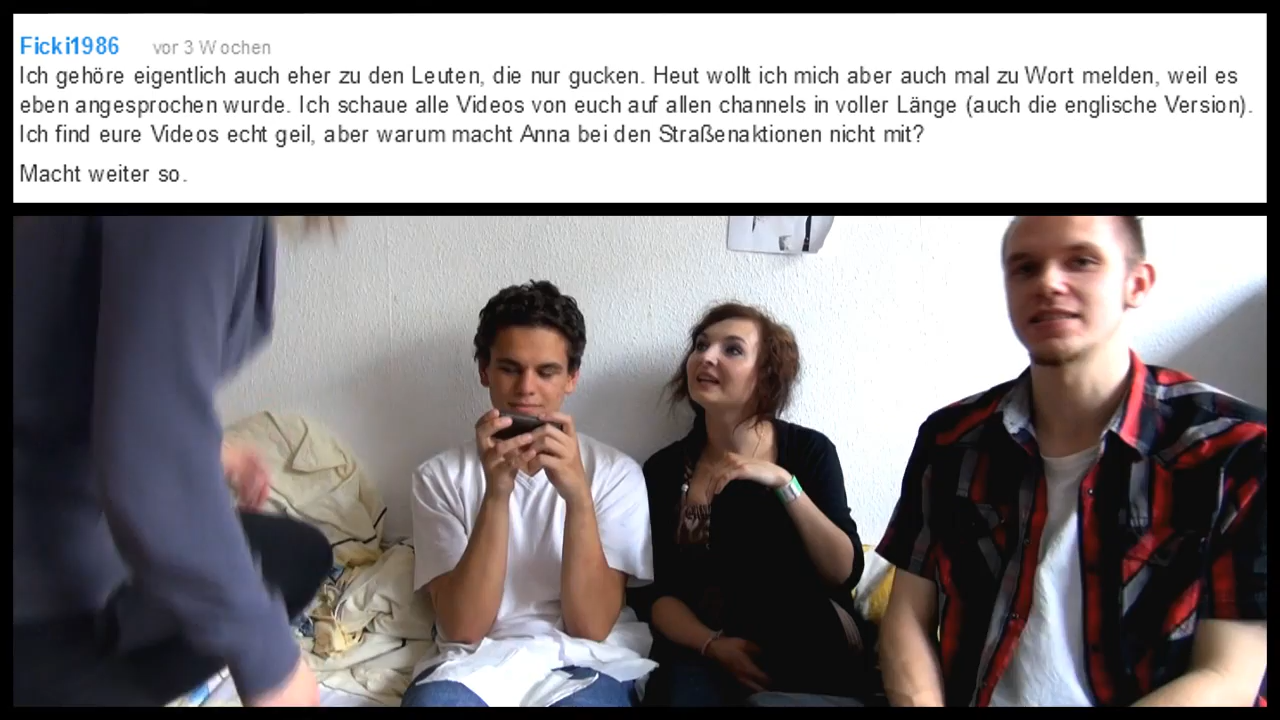 Ficki1986 vor 3 Wochen
Ich gehöre eigentlich auch eher zu den Leuten, die nur gucken. Heut wollt ich mich aber auch mal zu Wort melden, weil es
eben angesprochen wurde. Ich schaue alle Videos von euch auf allen channels in voller Länge (auch die englische Version).
Ich find eure Videos echt geil, aber warum macht Anna bei den Straßenaktionen nicht mit?
Macht weiter so.